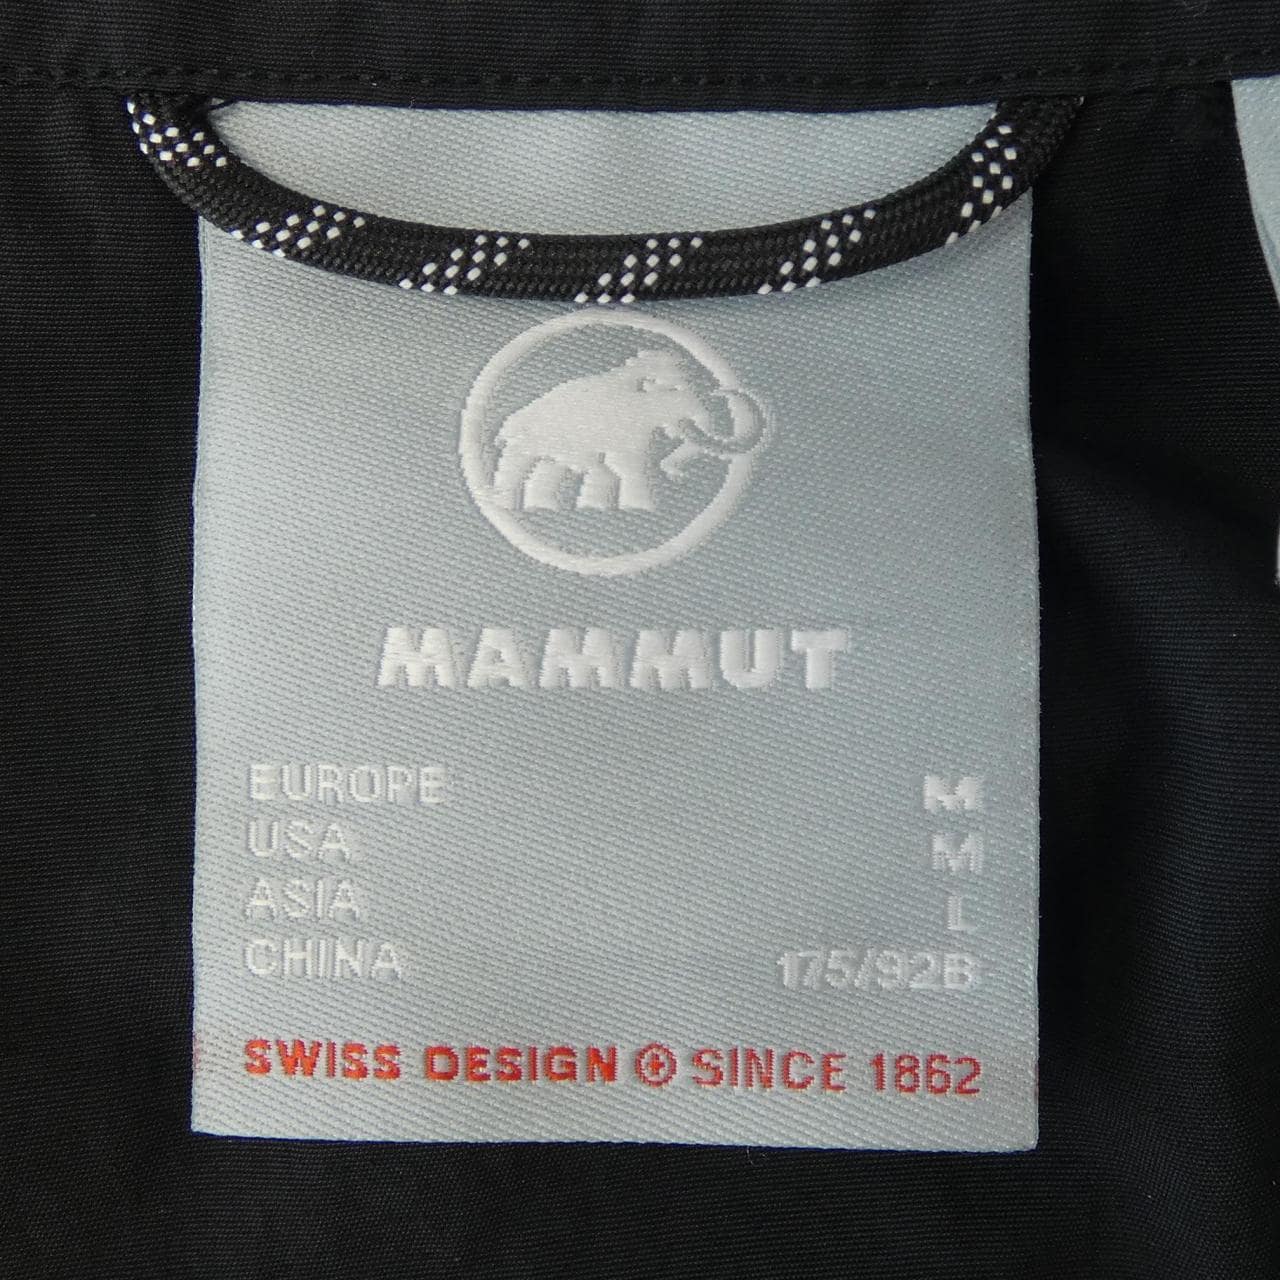 MAMMUT
EUROPE M
USA M
ASIA L
CHINA 175/92B
SWISS DESIGN SINCE 1862